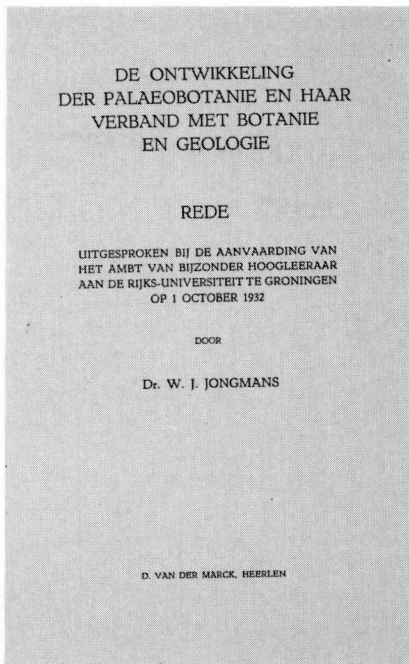 DE ONTWIKKELING
DER PALAEOBOTANIE EN HAAR
VERBAND MET BOTANIE
EN GEOLOGIE
REDE
UITGESPROKEN BIJ DE AANVAARDING VAN
HET AMBT VAN BIJZONDER HOOGLEERAAR
AAN DE RIJKS-UNIVERSITEIT TE GRONINGEN
OP 1 OCTOBER 1932
DOOR
Dr. W. J. JONGMANS
D. VAN DER MARCK, HEERLEN